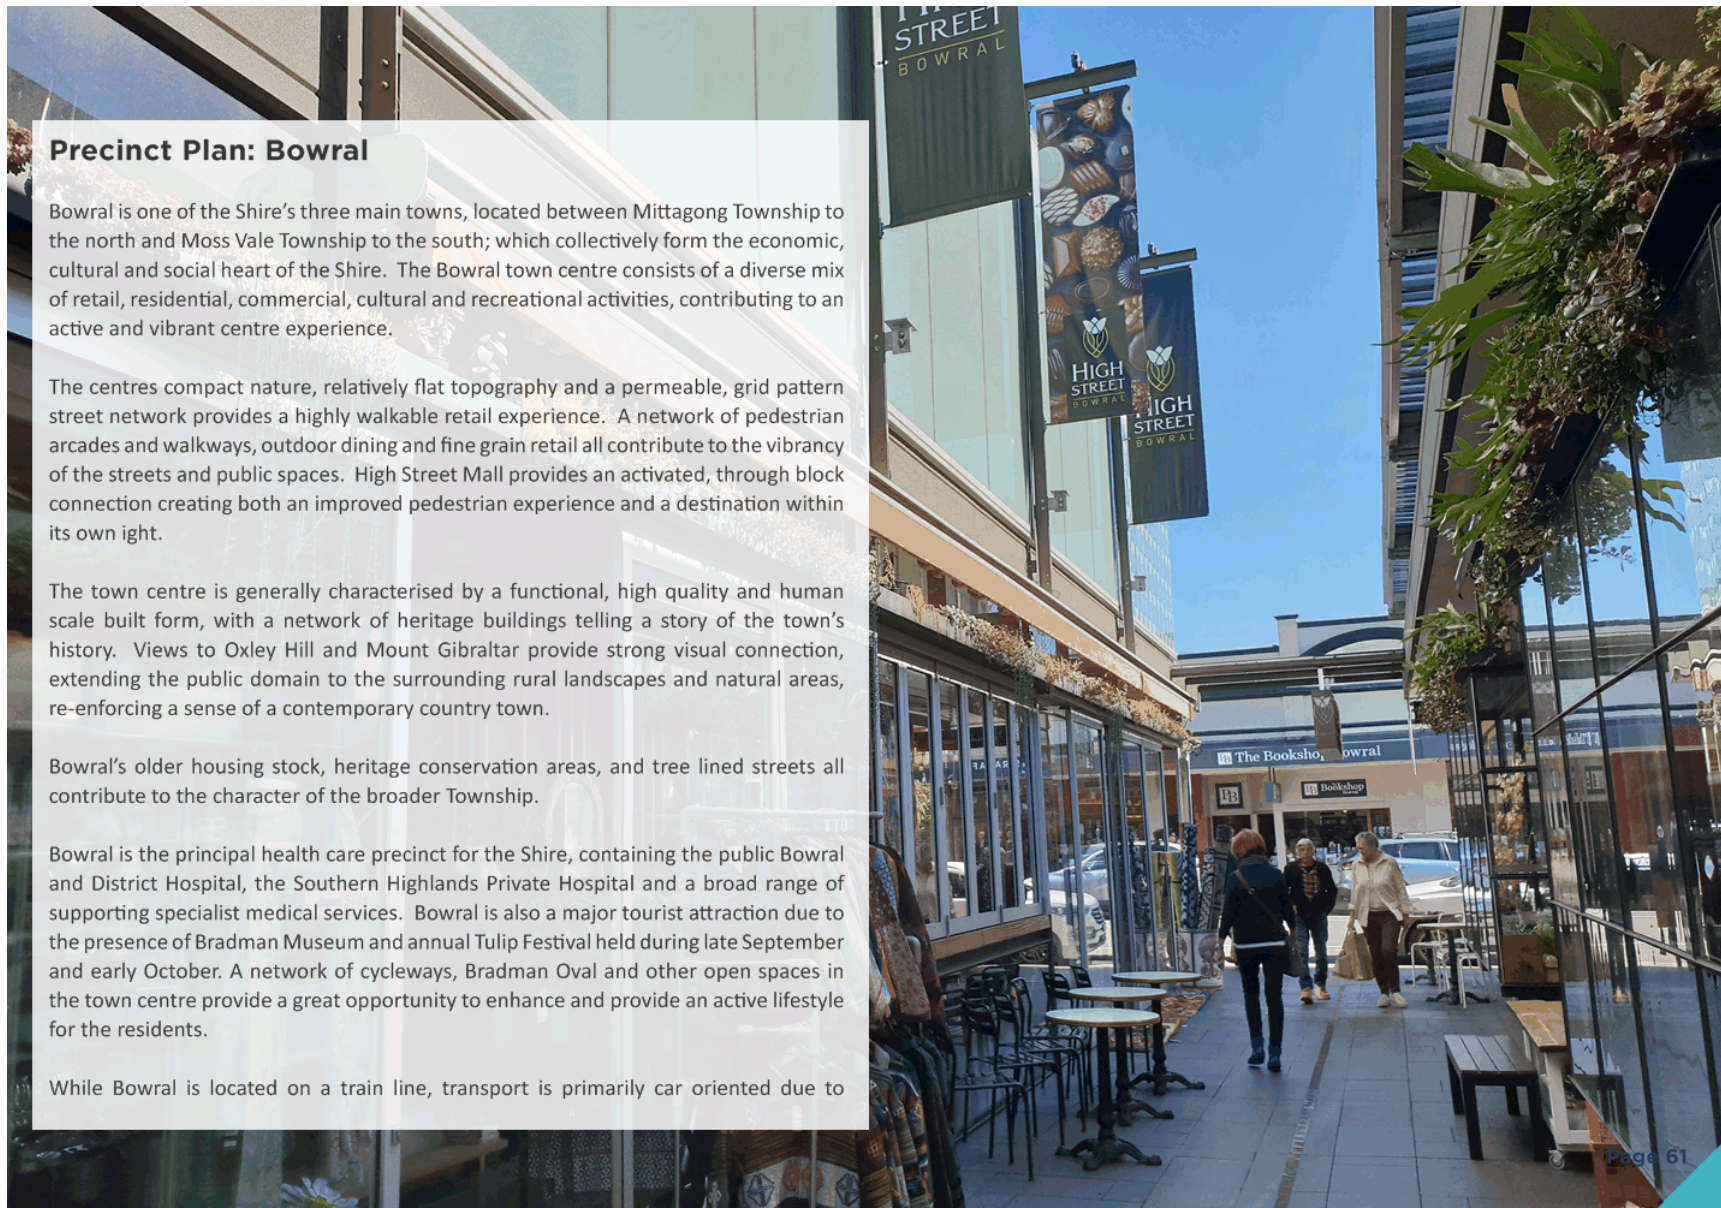 Precinct Plan: Bowral
Bowral is one of the Shire’s three main towns, located between Mittagong Township to
the north and Moss Vale Township to the south; which collectively form the economic,
cultural and social heart of the Shire.  The Bowral town centre consists of a diverse mix
of retail, residential, commercial, cultural and recreational activities, contributing to an
active and vibrant centre experience.
The centres compact nature, relatively flat topography and a permeable, grid pattern
street network provides a highly walkable retail experience.  A network of pedestrian
arcades and walkways, outdoor dining and fine grain retail all contribute to the vibrancy
of the streets and public spaces.  High Street Mall provides an activated, through block
connection creating both an improved pedestrian experience and a destination within
its own ight.
The town centre is generally characterised by a functional, high quality and human
scale built form, with a network of heritage buildings telling a story of the town’s
history.  Views to Oxley Hill and Mount Gibraltar provide strong visual connection,
extending the public domain to the surrounding rural landscapes and natural areas,
re-enforcing a sense of a contemporary country town.
Bowral’s older housing stock, heritage conservation areas, and tree lined streets all
contribute to the character of the broader Township.
Bowral is the principal health care precinct for the Shire, containing the public Bowral
and District Hospital, the Southern Highlands Private Hospital and a broad range of
supporting specialist medical services.  Bowral is also a major tourist attraction due to
the presence of Bradman Museum and annual Tulip Festival held during late September
and early October. A network of cycleways, Bradman Oval and other open spaces in
the town centre provide a great opportunity to enhance and provide an active lifestyle
for the residents.
While Bowral is located on a train line, transport is primarily car oriented due to
STREET
BOWRAL
HIGH
STREET
BOWRAL
HIGH
STREET
BOWRAL
BB The Bookshop Bowral
BB
BB Bookshop
Page 61